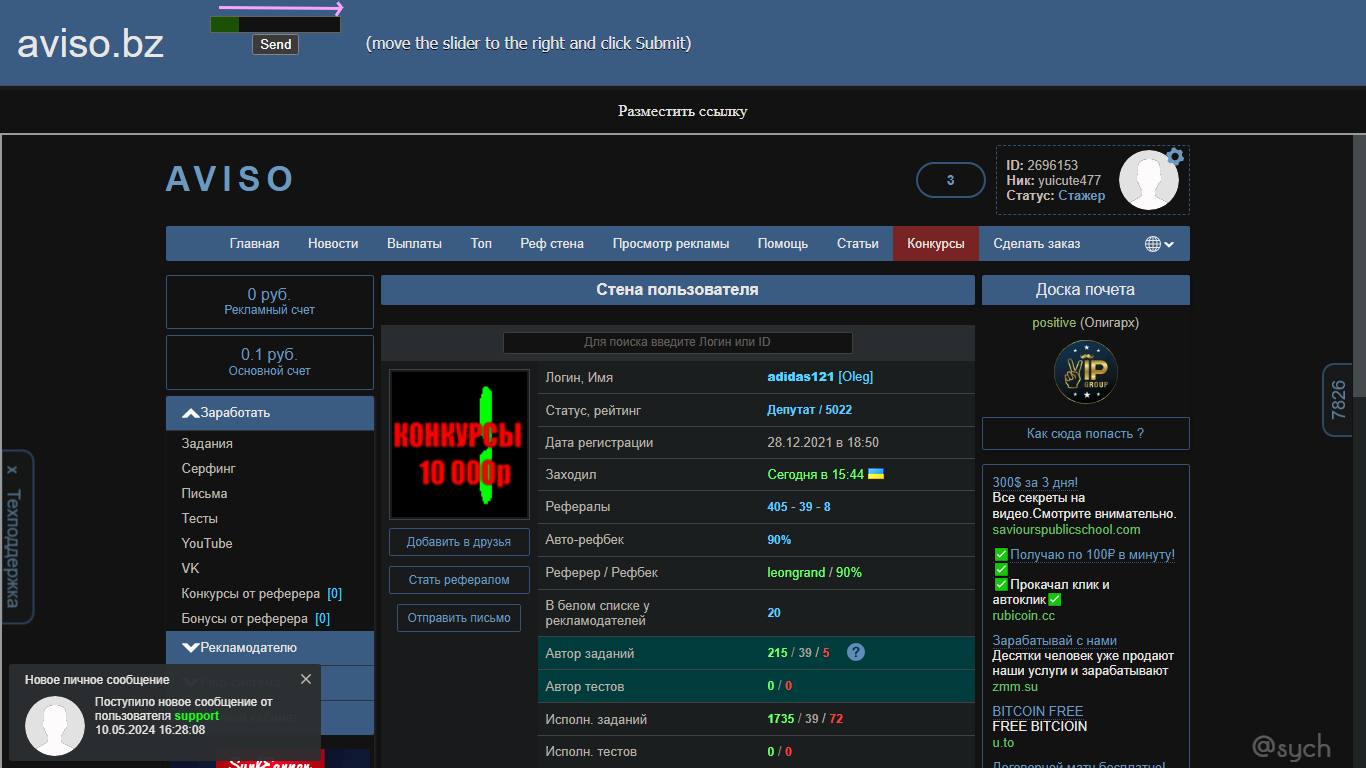 aviso.bz
Send
(move the slider to the right and click Submit)
Разместить ссылку
AVISO
3
ID: 2696153
Ник: yuicute477
Статус: Стажер
Главная
Новости
Выплаты
Топ
Реф стена
Просмотр рекламы
Помощь
Статьи
Конкурсы
Сделать заказ
0 руб.
Рекламный счет
0.1 руб.
Основной счет
Заработать
Задания
Серфинг
Письма
Тесты
YouTube
VK
Конкурсы от реферера [0]
Бонусы от реферера [0]
Рекламодателю
x Техподдержка
Новое личное сообщение
Поступило новое сообщение от
пользователя support
10.05.2024 16:28:08
Стена пользователя
Для поиска введите Логин или ID
КОНКУРСЫ
10 000р
Добавить в друзья
Стать рефералом
Отправить письмо
Логин, Имя adidas121 [Oleg]
Статус, рейтинг Депутат / 5022
Дата регистрации 28.12.2021 в 18:50
Заходил Сегодня в 15:44
Рефералы 405 - 39 - 8
Авто-рефбек 90%
Реферер / Рефбек leongrand / 90%
В белом списке у
рекламодателей 20
Автор заданий 215 / 39 / 5 ?
Автор тестов 0 / 0
Исполн. заданий 1735 / 39 / 72
Исполн. тестов 0 / 0
Доска почета
positive (Олигарх)
VIP
GROUP
Как сюда попасть ?
300$ за 3 дня!
Все секреты на
видео.Смотрите внимательно.
saviourspublicschool.com
✅Получаю по 100₽ в минуту!
✅
✅Прокачал клик и
автоклик✅
rubicoin.cc
Зарабатывай с нами
Десятки человек уже продают
наши услуги и зарабатывают
zmm.su
BITCOIN FREE
FREE BITCIOIN
u.to
Договорной матч бесплатно!
7826
@sych